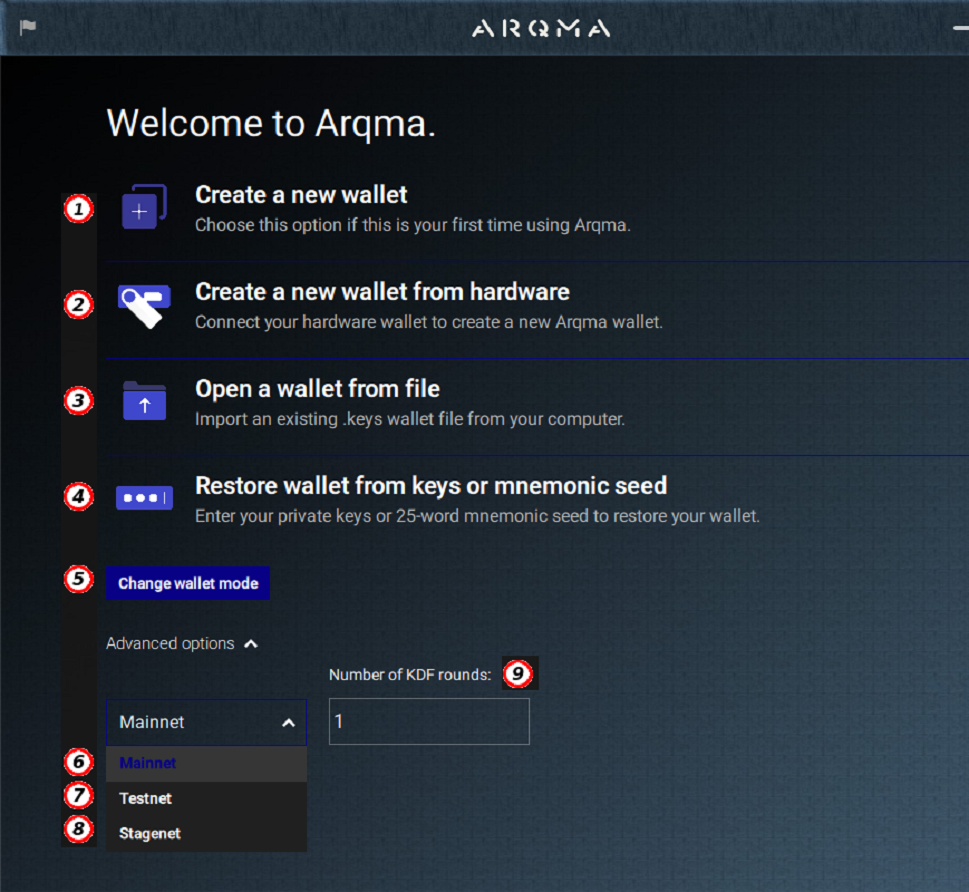 ARQMA
Welcome to Arqma.
1
Create a new wallet
Choose this option if this is your first time using Arqma.
2
Create a new wallet from hardware
Connect your hardware wallet to create a new Arqma wallet.
3
Open a wallet from file
Import an existing .keys wallet file from your computer.
4
Restore wallet from keys or mnemonic seed
Enter your private keys or 25-word mnemonic seed to restore your wallet.
5
Change wallet mode
Advanced options
Number of KDF rounds:
9
Mainnet
1
6
Mainnet
7
Testnet
8
Stagenet